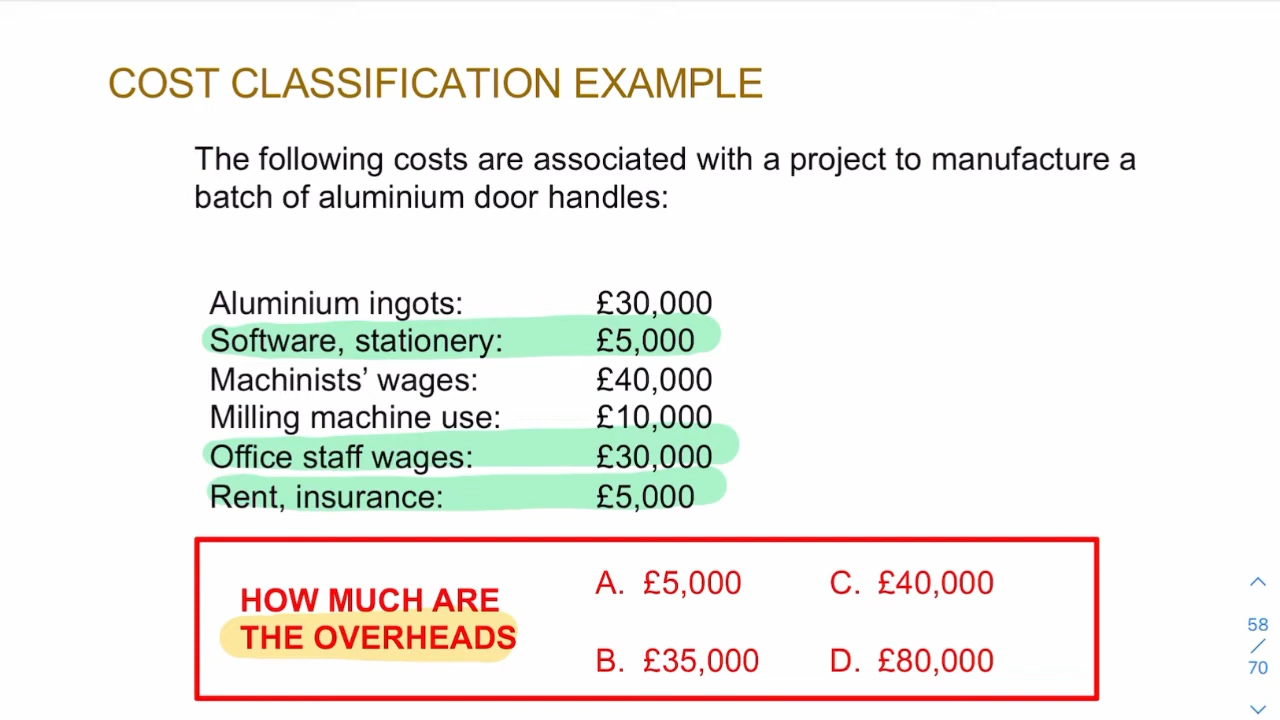 COST CLASSIFICATION EXAMPLE
The following costs are associated with a project to manufacture a
batch of aluminium door handles:
Aluminium ingots: £30,000
Software, stationery: £5,000
Machinists’ wages: £40,000
Milling machine use: £10,000
Office staff wages: £30,000
Rent, insurance: £5,000
HOW MUCH ARE
THE OVERHEADS
A. £5,000 C. £40,000
B. £35,000 D. £80,000
58
/
70